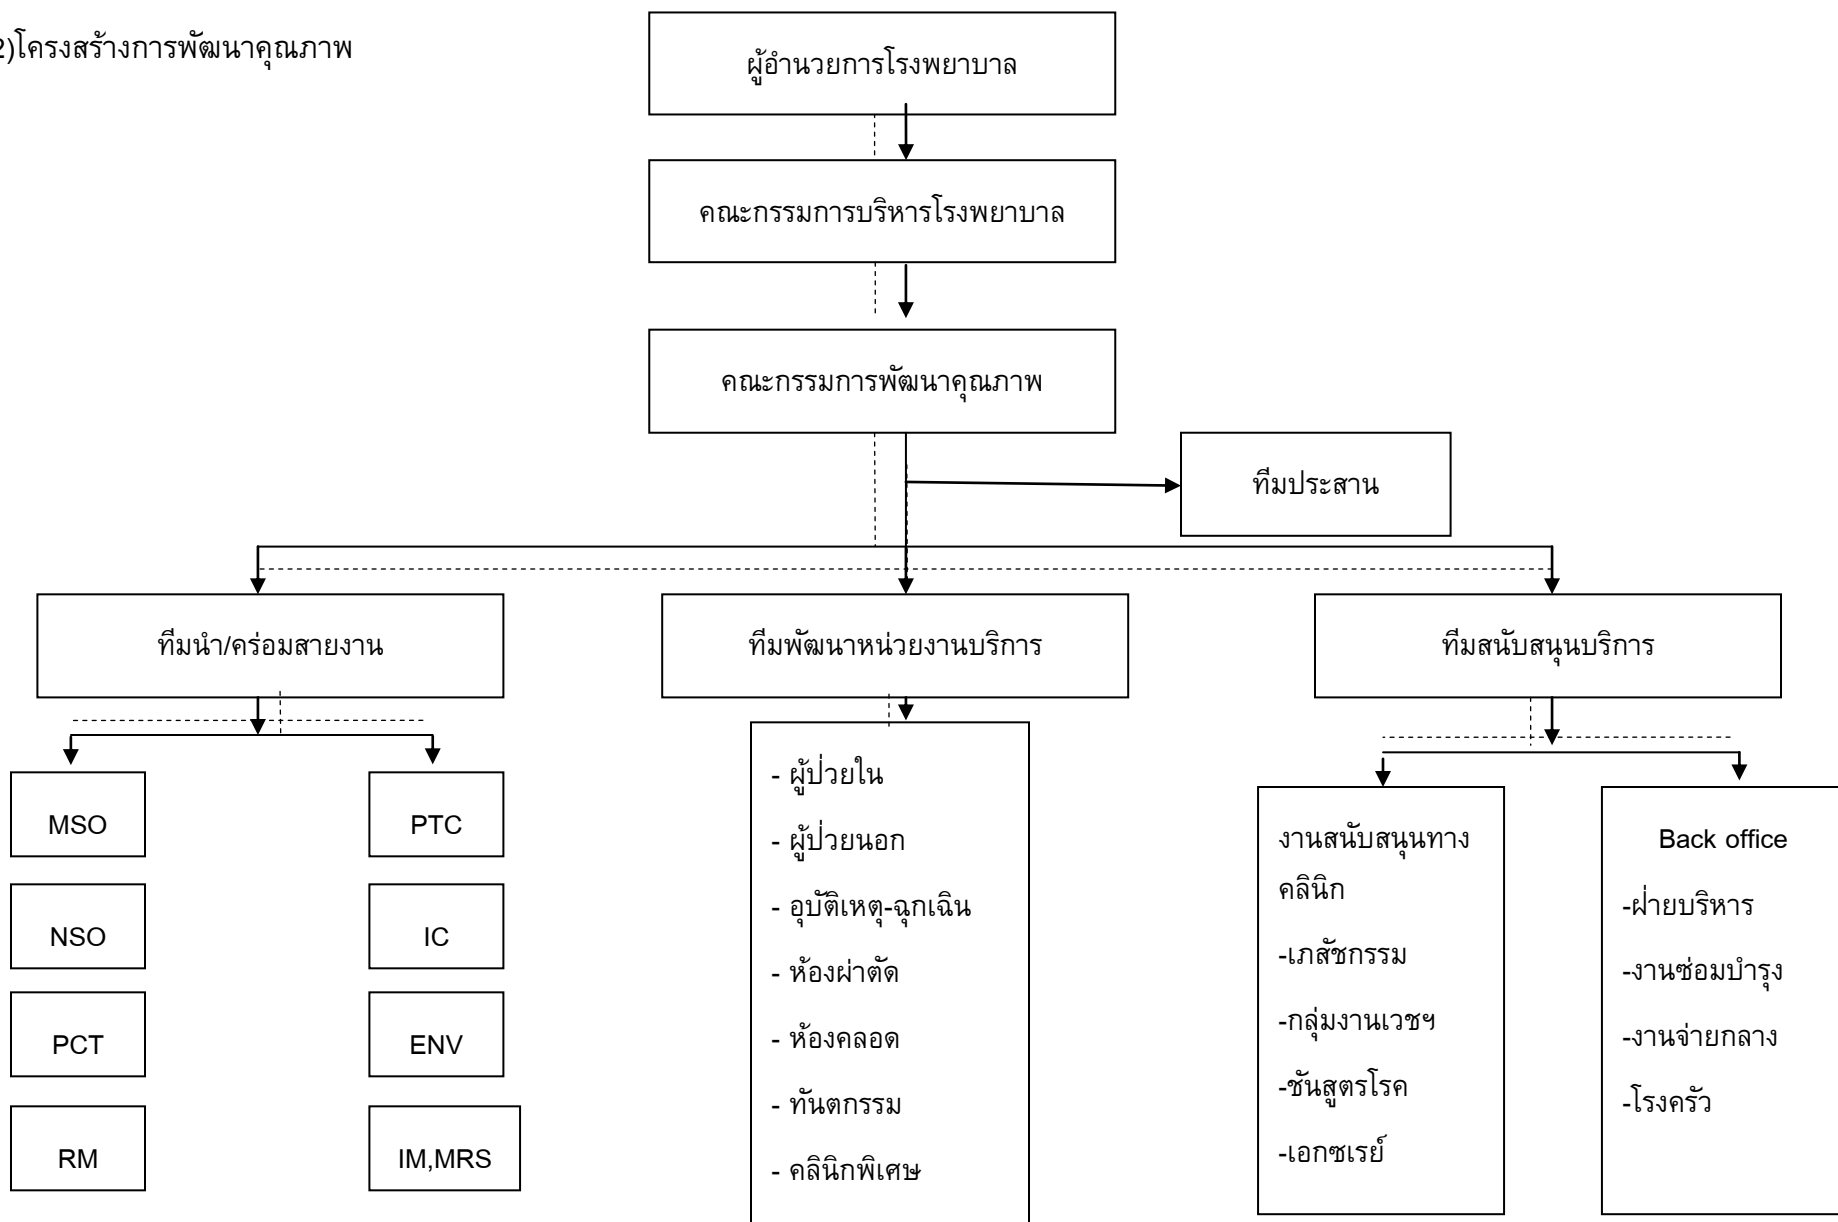 2)โครงสร้างการพัฒนาคุณภาพ
ผู้อำนวยการโรงพยาบาล
คณะกรรมการบริหารโรงพยาบาล
คณะกรรมการพัฒนาคุณภาพ
ทีมประสาน
ทีมนำ/คร่อมสายงาน
ทีมพัฒนาหน่วยงานบริการ
ทีมสนับสนุนบริการ
MSO
NSO
PCT
RM
PTC
IC
ENV
IM,MRS
- ผู้ป่วยใน
- ผู้ป่วยนอก
- อุบัติเหตุ-ฉุกเฉิน
- ห้องผ่าตัด
- ห้องคลอด
- ทันตกรรม
- คลินิกพิเศษ
งานสนับสนุนทาง
คลินิก
-เภสัชกรรม
-กลุ่มงานเวชฯ
-ชันสูตรโรค
-เอกซเรย์
Back office
-ฝ่ายบริหาร
-งานซ่อมบำรุง
-งานจ่ายกลาง
-โรงครัว